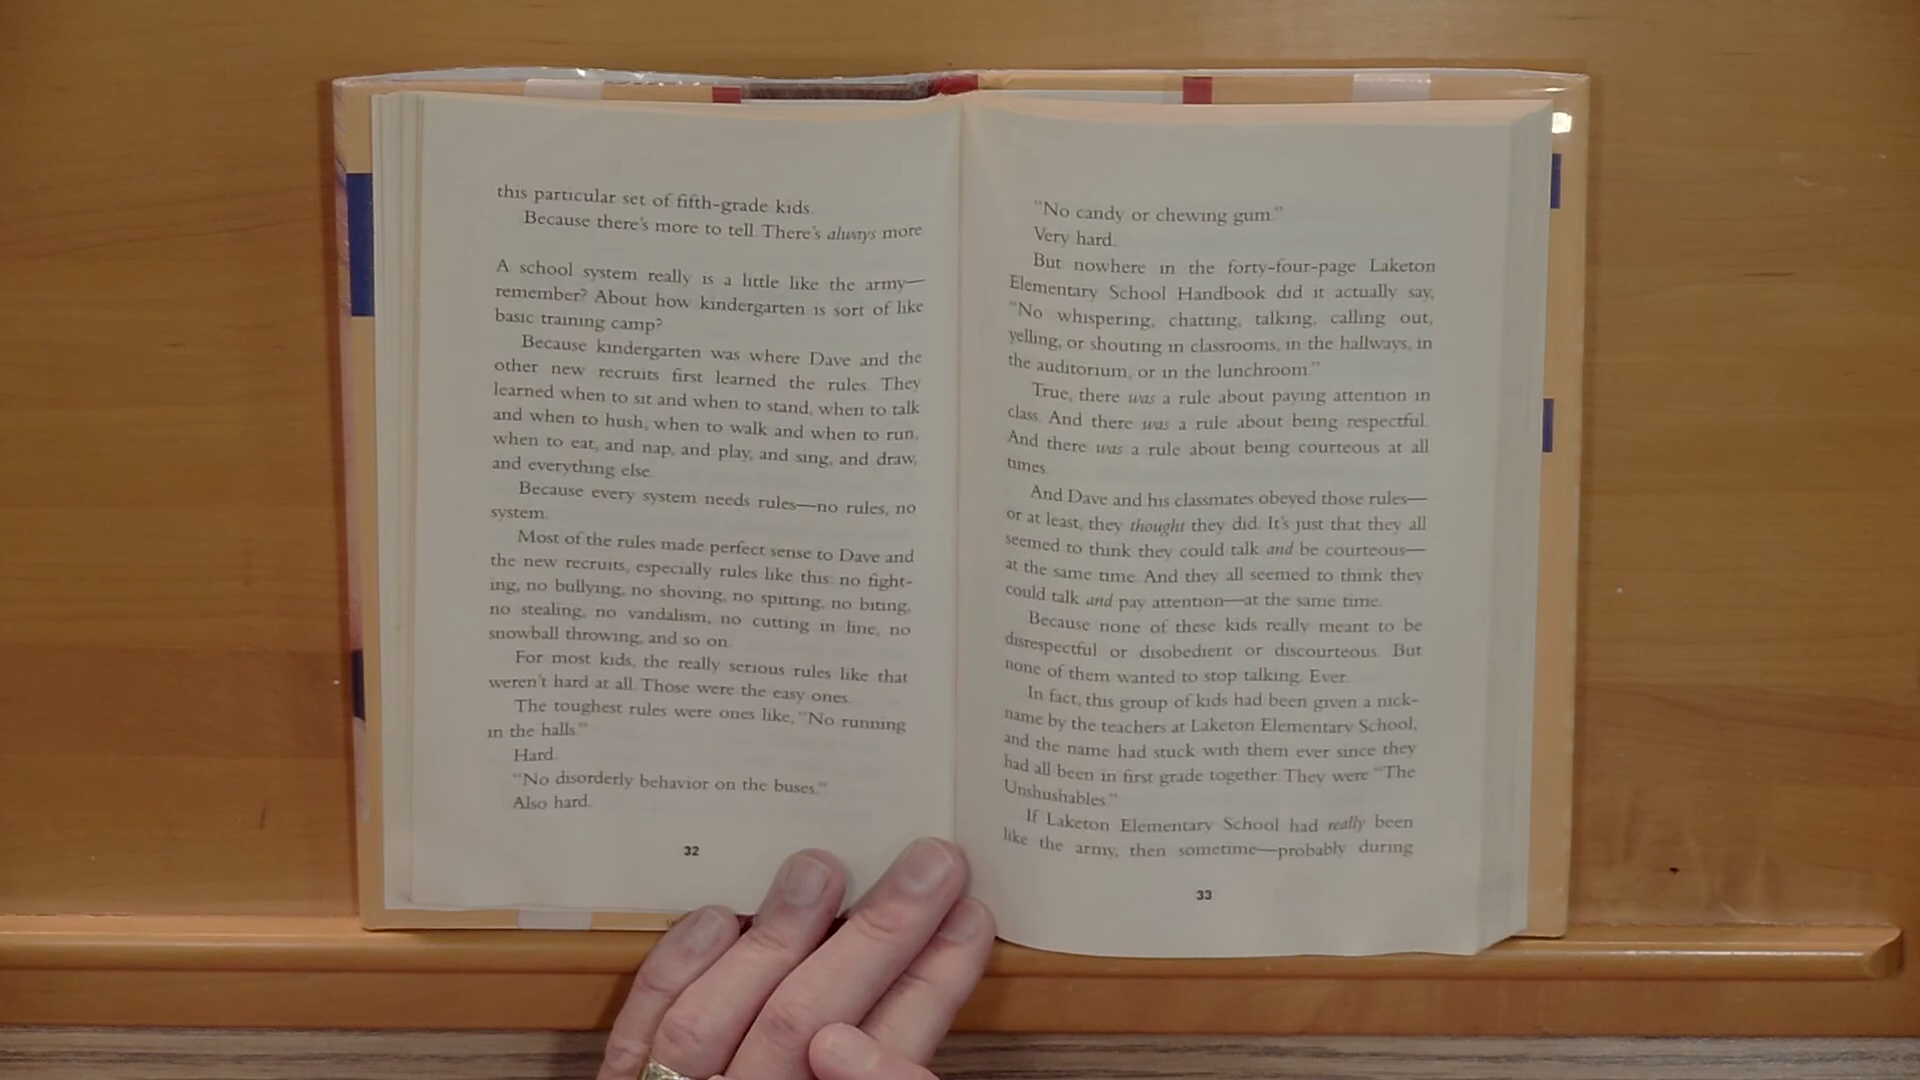 this particular set of fifth-grade kids.
Because there's more to tell. There's always more
A school system really is a little like the army—
remember? About how kindergarten is sort of like
basic training camp?
Because kindergarten was where Dave and the
other new recruits first learned the rules. They
learned when to sit and when to stand, when to talk
and when to hush, when to walk and when to run,
when to eat, and nap, and play, and sing, and draw,
and everything else.
Because every system needs rules—no rules, no
system.
Most of the rules made perfect sense to Dave and
the new recruits, especially rules like this: no fight-
ing, no bullying, no shoving, no spitting, no biting,
no stealing, no vandalism, no cutting in line, no
snowball throwing, and so on.
For most kids, the really serious rules like that
weren't hard at all. Those were the easy ones.
The toughest rules were ones like, "No running
in the halls."
Hard.
"No disorderly behavior on the buses."
Also hard.
32
"No candy or chewing gum."
Very hard.
But nowhere in the forty-four-page Laketon
Elementary School Handbook did it actually say,
"No whispering, chatting, talking, calling out,
yelling, or shouting in classrooms, in the hallways, in
the auditorium, or in the lunchroom."
True, there was a rule about paying attention in
class. And there was a rule about being respectful.
And there was a rule about being courteous at all
times.
And Dave and his classmates obeyed those rules—
or at least, they thought they did. It's just that they all
seemed to think they could talk and be courteous—
at the same time. And they all seemed to think they
could talk and pay attention—at the same time.
Because none of these kids really meant to be
disrespectful or disobedient or discourteous. But
none of them wanted to stop talking. Ever.
In fact, this group of kids had been given a nick-
name by the teachers at Laketon Elementary School,
and the name had stuck with them ever since they
had all been in first grade together. They were "The
Unshushables."
If Laketon Elementary School had really been
like the army, then sometime—probably during
33